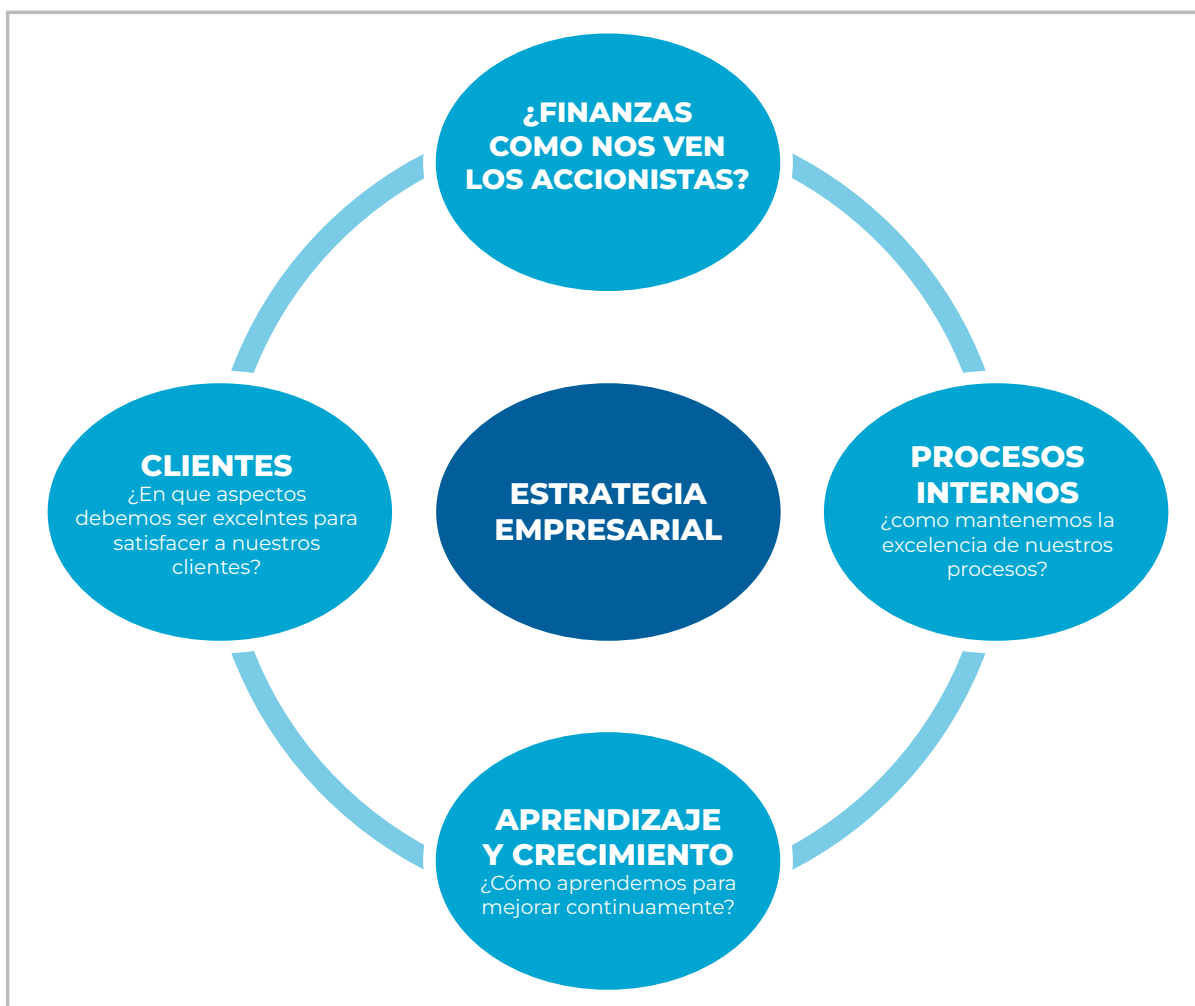 ¿FINANZAS
COMO NOS VEN
LOS ACCIONISTAS?
CLIENTES
¿En que aspectos
debemos ser excelntes para
satisfacer a nuestros
clientes?
ESTRATEGIA
EMPRESARIAL
PROCESOS
INTERNOS
¿como mantenemos la
excelencia de nuestros
procesos?
APRENDIZAJE
Y CRECIMIENTO
¿Cómo aprendemos para
mejorar continuamente?